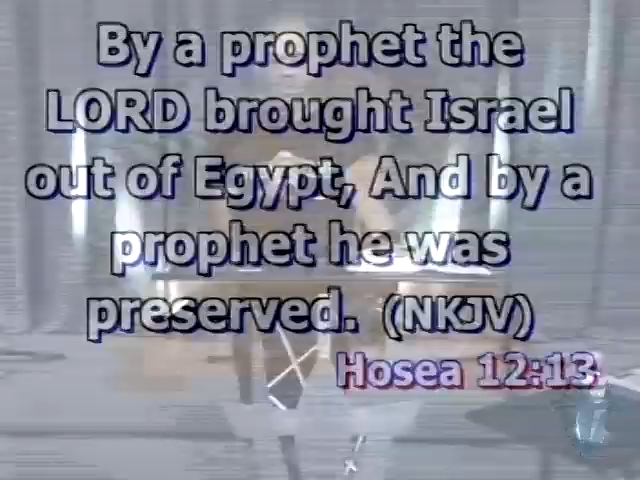 By a prophet the
LORD brought Israel
out of Egypt, And by a
prophet he was
preserved. (NKJV)
Hosea 12:13